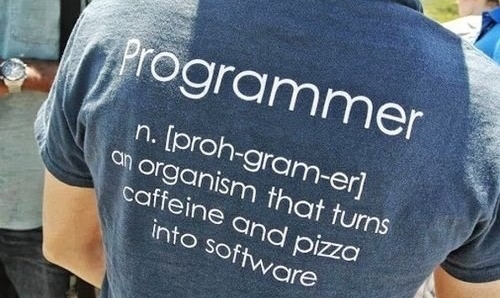 Programmer
n. [proh-gram-er]
an organism that turns
caffeine and pizza
into software